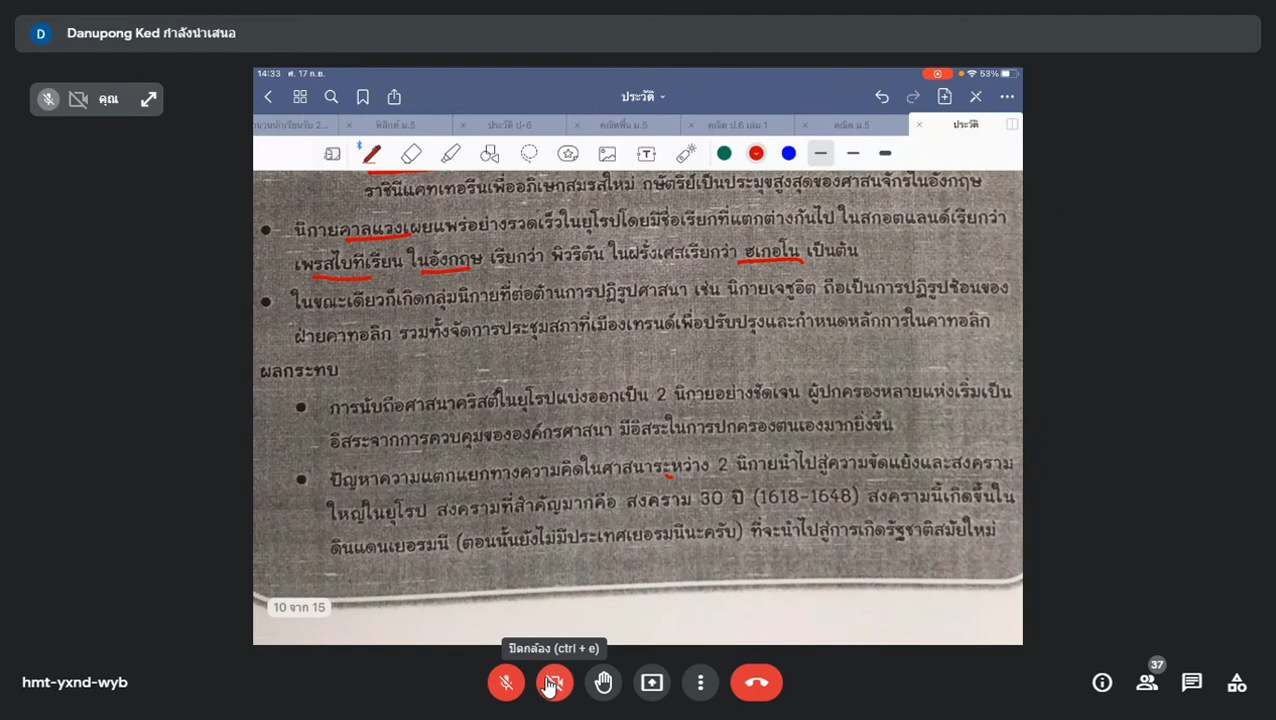 Danupong Ked กำลังนำเสนอ
คุณ
14:33 ศ. 17 ก.ย.
53%
ประวัติ
านวนนักเรียนวัน 2...
ฟิสิกส์ ม.5
ประวัติ ป-6
คณิตพื้น ม.5
คณิต ป.6 เล่ม 1
คณิต ม.5
ประวัติ
ราชินีแคทเทอรีนเพื่ออภิเษกสมรสใหม่ กษัตริย์เป็นประมุขสูงสุดของศาสนจักรในอังกฤษ
นิกายคาลแวงเผยแพร่อย่างรวดเร็วในยุโรปโดยมีชื่อเรียกที่แตกต่างกันไป ในสกอตแลนด์เรียกว่า
เพรสไบทีเรียน ในอังกฤษ เรียกว่า พิวริตัน ในฝรั่งเศสเรียกว่า ฮูเกอโน เป็นต้น
ในขณะเดียวก็เกิดกลุ่มนิกายที่ต่อต้านการปฏิรูปศาสนา เช่น นิกายเจซูอิต ถือเป็นการปฏิรูปซ้อนของ
ฝ่ายคาทอลิก รวมทั้งจัดการประชุมสภาที่เมืองเทรนต์เพื่อปรับปรุงและกำหนดหลักการในคาทอลิก
ผลกระทบ
การนับถือศาสนาคริสต์ในยุโรปแบ่งออกเป็น 2 นิกายอย่างชัดเจน ผู้ปกครองหลายแห่งเริ่มเป็น
อิสระจากการควบคุมขององค์กรศาสนา มีอิสระในการปกครองตนเองมากยิ่งขึ้น
ปัญหาความแตกแยกทางความคิดในศาสนาระหว่าง 2 นิกายนำไปสู่ความขัดแย้งและสงคราม
ใหญ่ในยุโรป สงครามที่สำคัญมากคือ สงคราม 30 ปี (1618-1648) สงครามนี้เกิดขึ้นใน
ดินแดนเยอรมนี (ตอนนั้นยังไม่มีประเทศเยอรมนีนะครับ) ที่จะนำไปสู่การเกิดรัฐชาติสมัยใหม่
10 จาก 15
ปิดกล้อง (ctrl + e)
hmt-yxnd-wyb
37